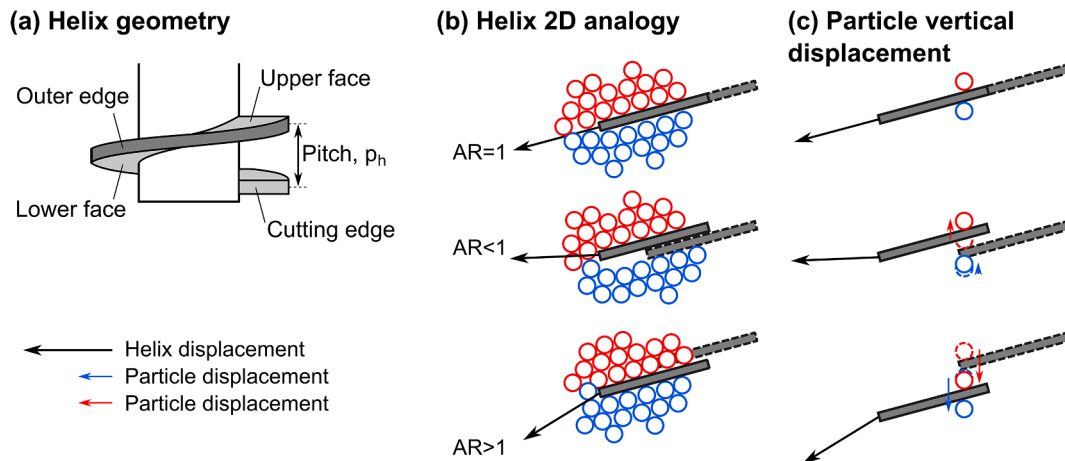 (a) Helix geometry
Outer edge
Upper face
Pitch, pₕ
Lower face
Cutting edge
Helix displacement
Particle displacement
Particle displacement
(b) Helix 2D analogy
AR=1
AR<1
AR>1
(c) Particle vertical
displacement